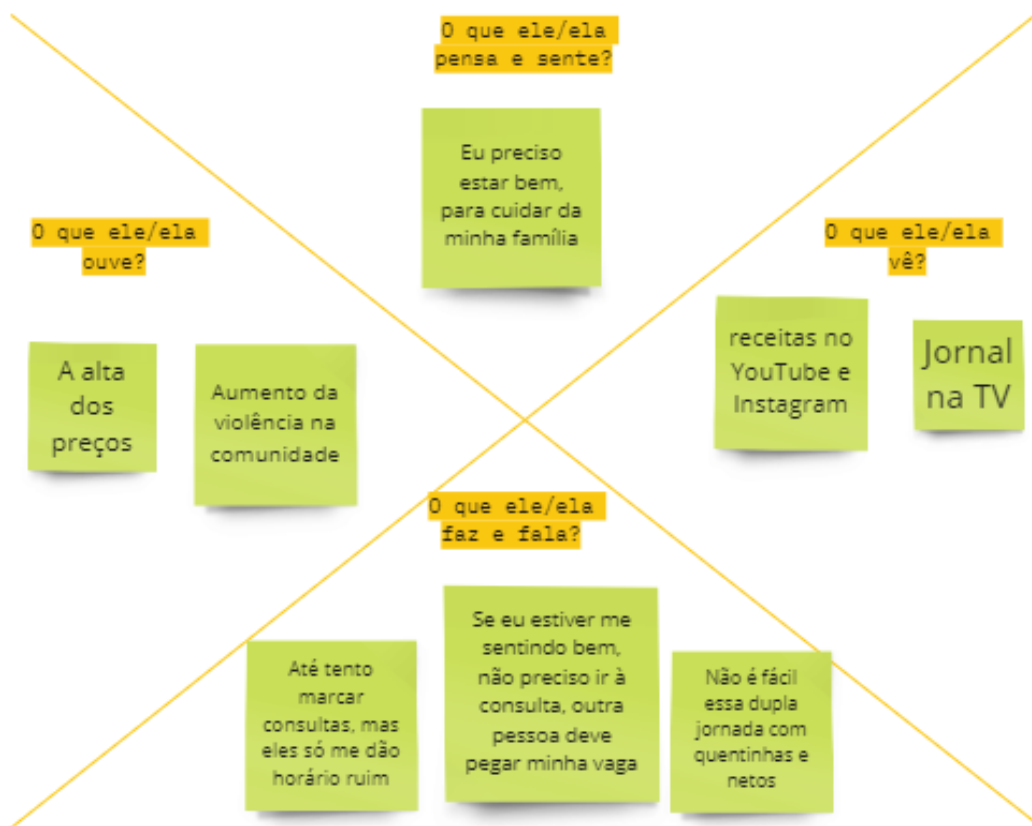 O que ele/ela
pensa e sente?
Eu preciso
estar bem,
para cuidar da
minha família
O que ele/ela
ouve?
A alta
dos
preços
Aumento da
violência na
comunidade
O que ele/ela
vê?
receitas no
YouTube e
Instagram
Jornal
na TV
O que ele/ela
faz e fala?
Até tento
marcar
consultas, mas
eles só me dão
horário ruim
Se eu estiver me
sentindo bem,
não preciso ir à
consulta, outra
pessoa deve
pegar minha vaga
Não é fácil
essa dupla
jornada com
quentinhas e
netos